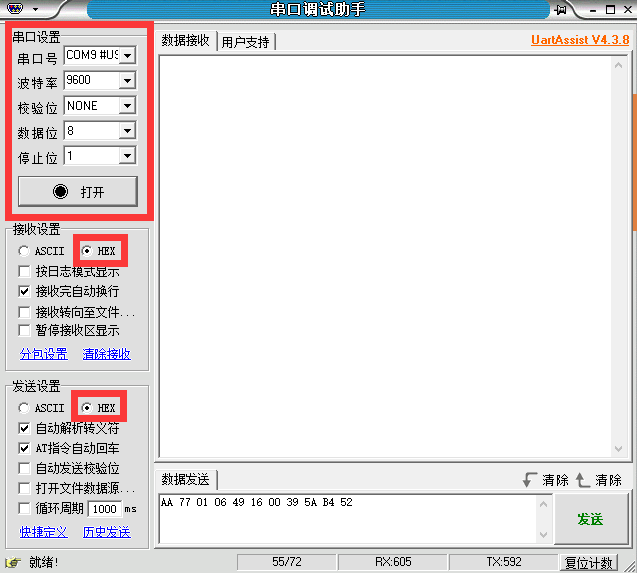 串口调试助手
串口设置
串口号 COM9 #US
波特率 9600
校验位 NONE
数据位 8
停止位 1
打开
接收设置
ASCII HEX
按日志模式显示
接收完自动换行
接收转向至文件...
暂停接收区显示
分包设置 清除接收
发送设置
ASCII HEX
自动解析转义符
AT指令自动回车
自动发送校验位
打开文件数据源...
循环周期 1000 ms
快捷定义 历史发送
数据接收 用户支持 UartAssist V4.3.8
数据发送 清除 清除
AA 77 01 06 49 16 00 39 5A B4 52
发送
就绪! 55/72 RX:605 TX:592 复位计数